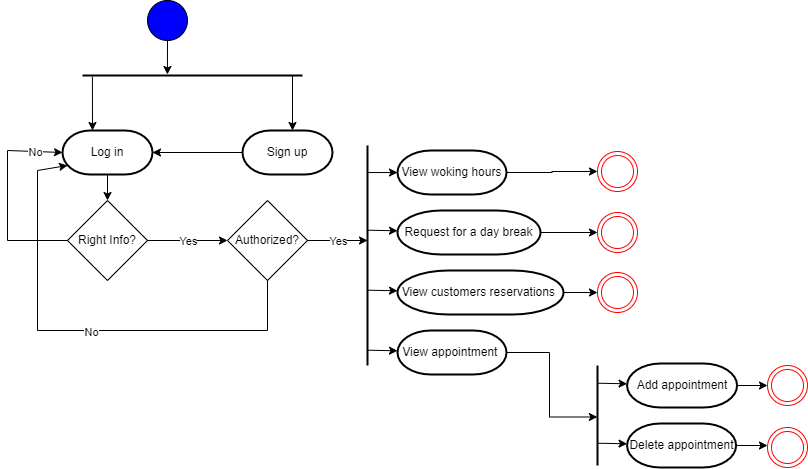 Log in
Sign up
No
Right Info?
Yes
Authorized?
Yes
No
View woking hours
Request for a day break
View customers reservations
View appointment
Add appointment
Delete appointment